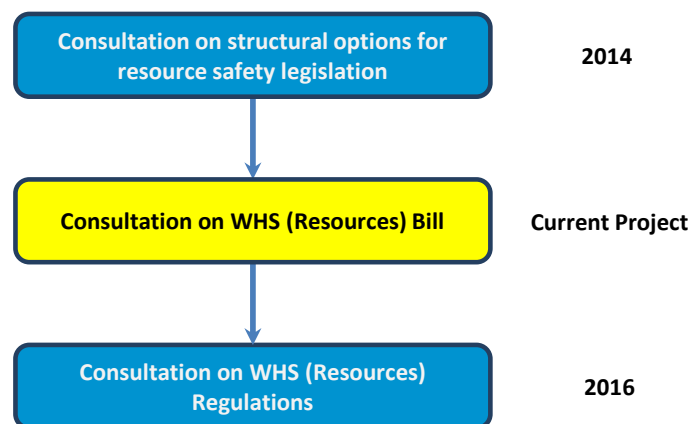 Consultation on structural options for
resource safety legislation
2014
Consultation on WHS (Resources) Bill
Current Project
Consultation on WHS (Resources)
Regulations
2016